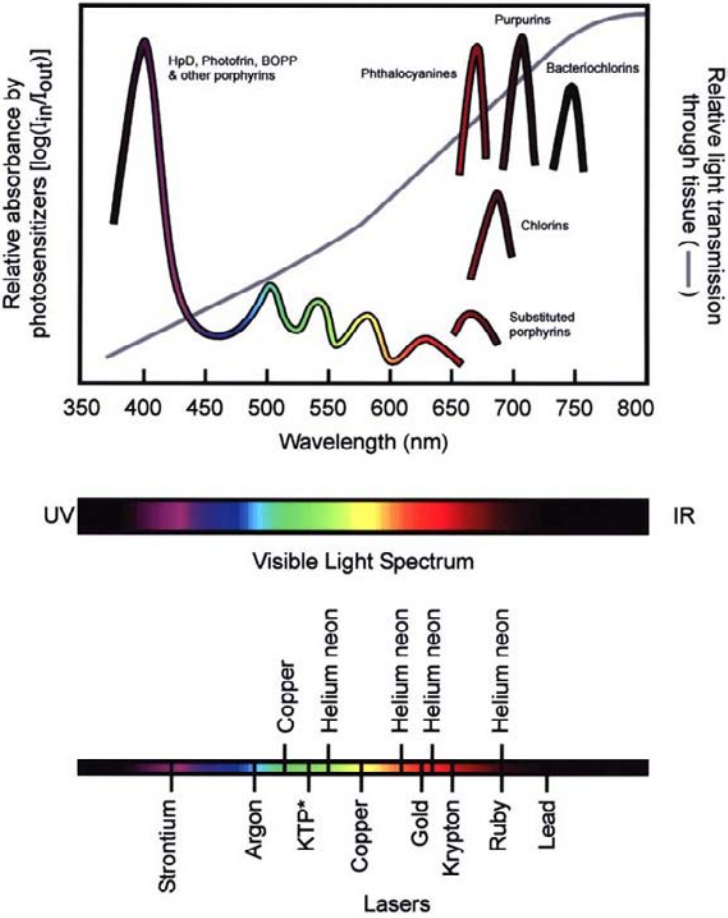 Relative absorbance by
photosensitizers [log(Iin/Iout)]
HpD, Photofrin, BOPP
& other porphyrins
Phthalocyanines
Purpurins
Bacteriochlorins
Chlorins
Substituted
porphyrins
Relative light transmission
through tissue ( — )
350 400 450 500 550 600 650 700 750 800
Wavelength (nm)
UV
IR
Visible Light Spectrum
Copper
Helium neon
Helium neon
Helium neon
Helium neon
Strontium
Argon
KTP*
Copper
Gold
Krypton
Ruby
Lead
Lasers